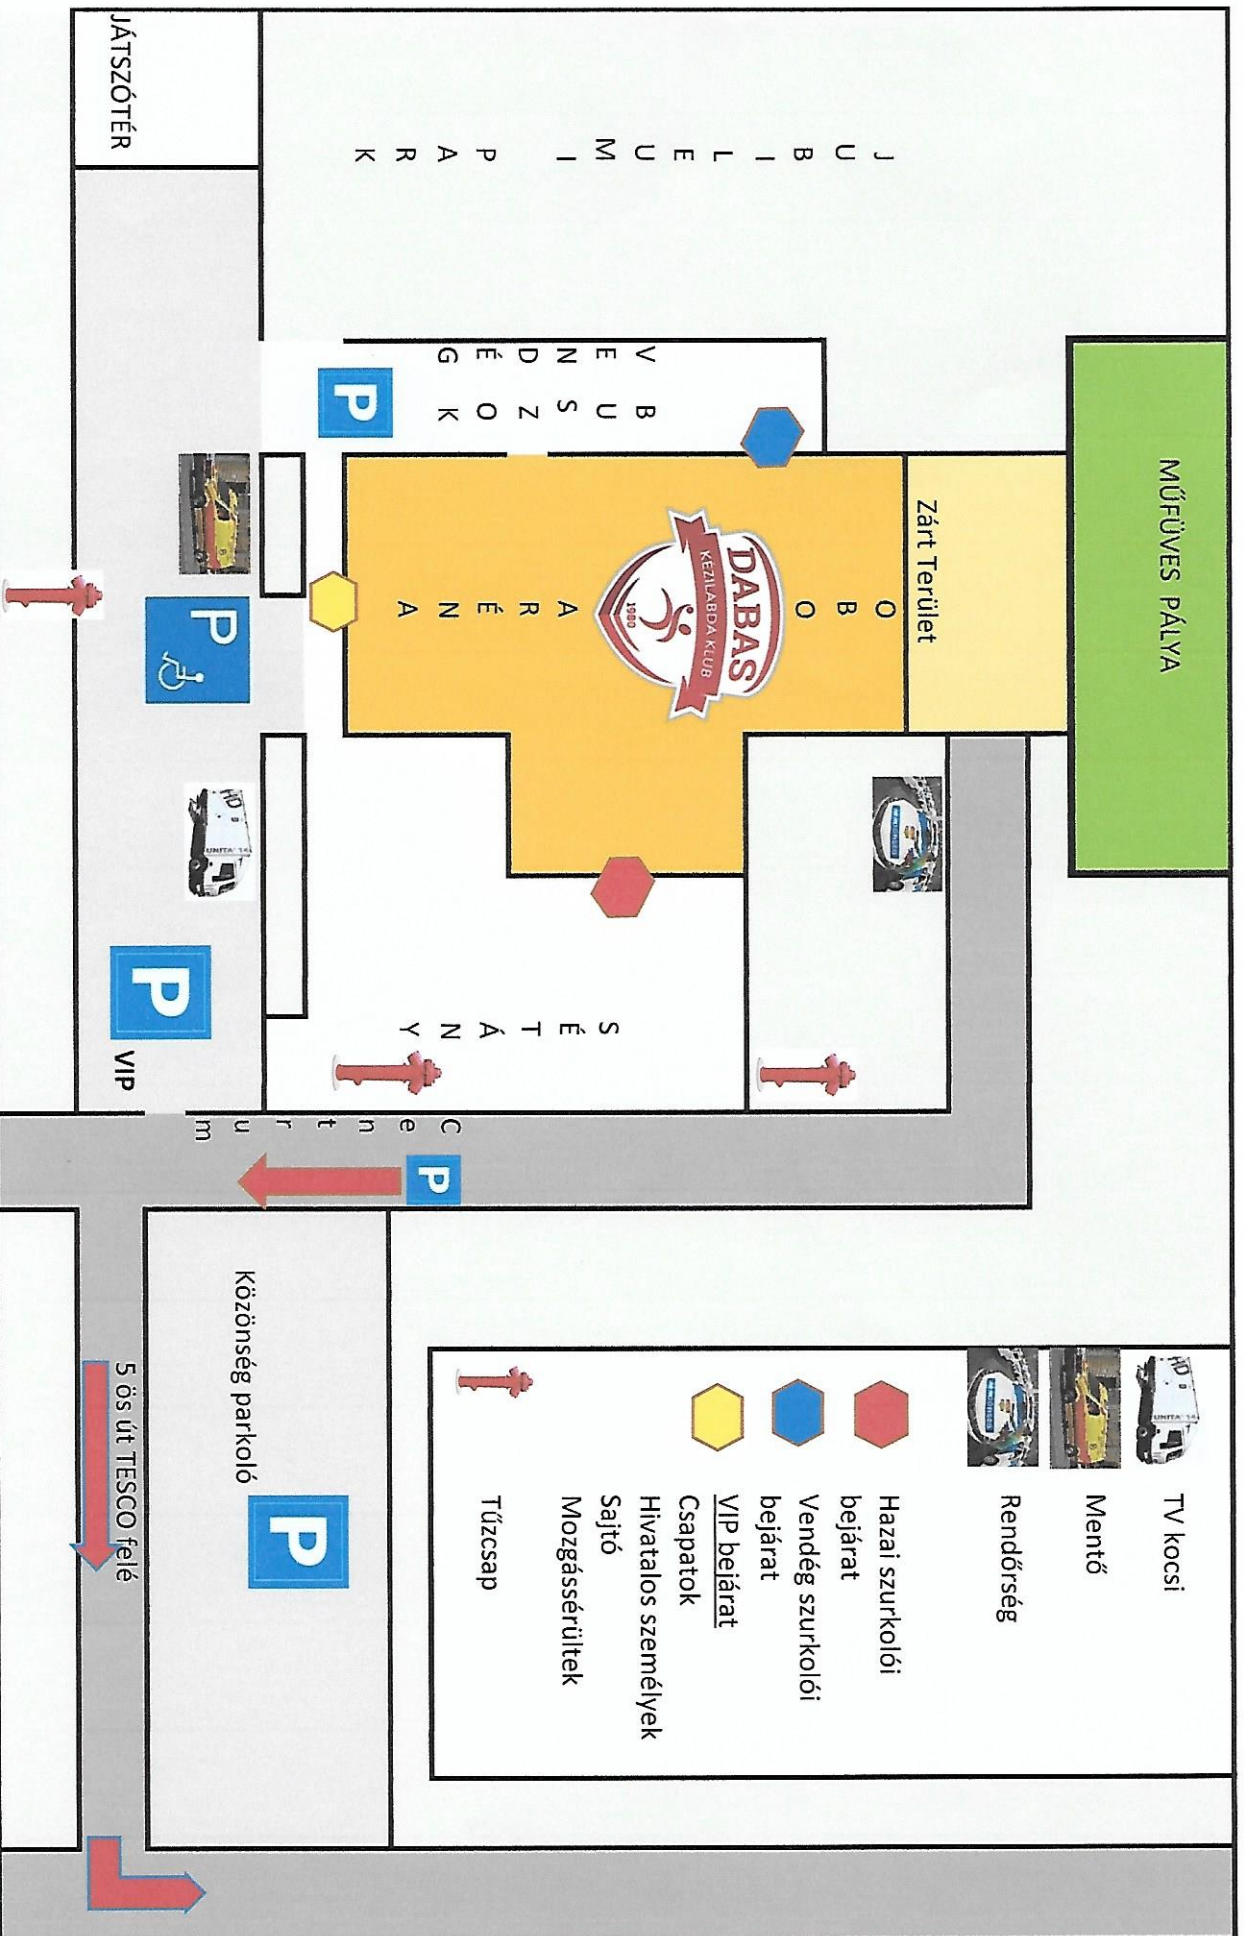 MŰFÜVES PÁLYA
Zárt Terület
JUBILEUMI PARK
OBO ARÉNA
DABAS
KÉZILABDA KLUB
1980
VENDÉG
BUSZOK
P
SÉTÁNY
Centrum
P
P
P
VIP
JÁTSZÓTÉR
TV kocsi
Mentő
Rendőrség
Hazai szurkolói
bejárat
Vendég szurkolói
bejárat
VIP bejárat
Csapatok
Hivatalos személyek
Sajtó
Mozgássérültek
Tűzcsap
Közönség parkoló
P
5 ös út TESCO felé